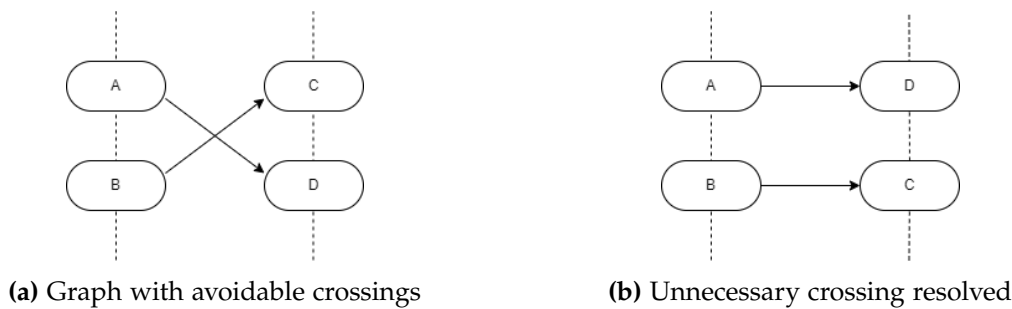 A C A D
B D B C
(a) Graph with avoidable crossings (b) Unnecessary crossing resolved